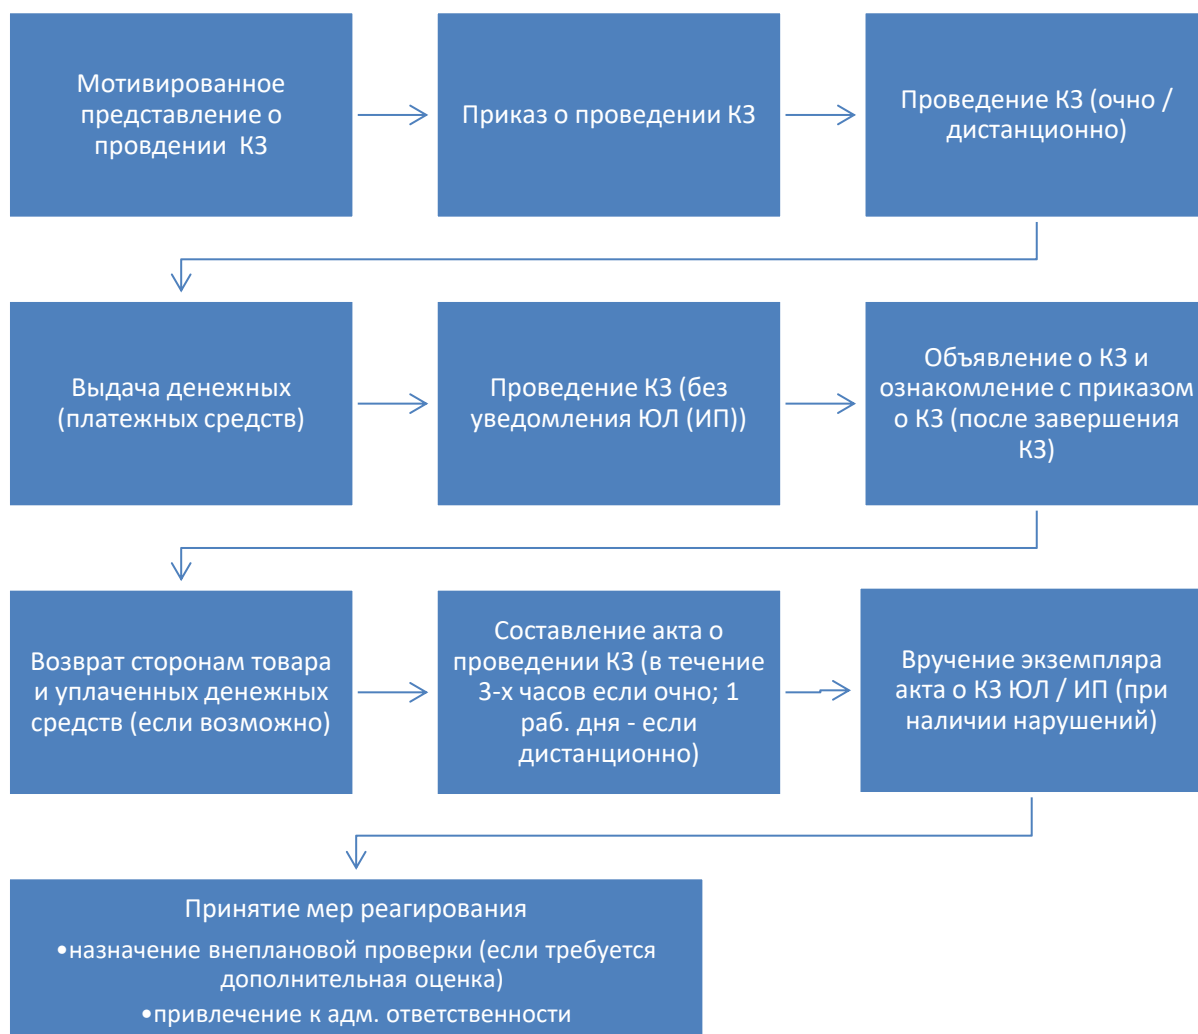 Мотивированное
представление о
провдении КЗ
Приказ о проведении КЗ
Проведение КЗ (очно /
дистанционно)
Выдача денежных
(платежных средств)
Проведение КЗ (без
уведомления ЮЛ (ИП))
Объявление о КЗ и
ознакомление с приказом
о КЗ (после завершения
КЗ)
Возврат сторонам товара
и уплаченных денежных
средств (если возможно)
Составление акта о
проведении КЗ (в течение
3-х часов если очно; 1
раб. дня - если
дистанционно)
Вручение экземпляра
акта о КЗ ЮЛ / ИП (при
наличии нарушений)
Принятие мер реагирования
•назначение внеплановой проверки (если требуется
дополнительная оценка)
•привлечение к адм. ответственности